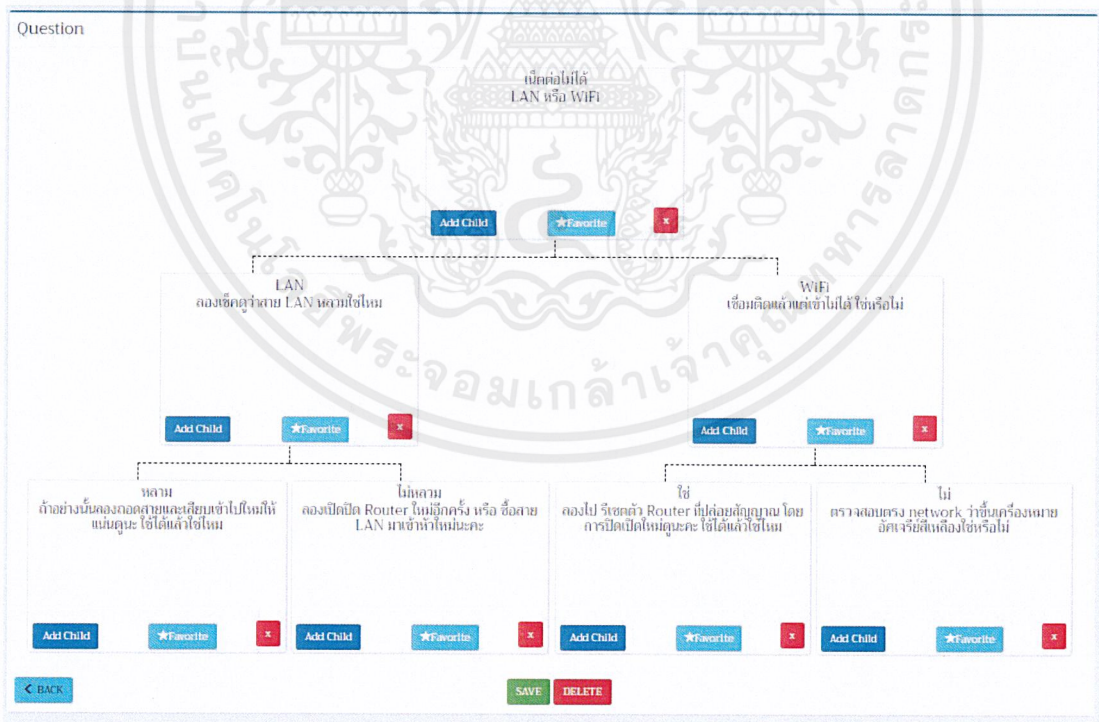 Question
เน็ตต่อไม่ได้
LAN หรือ WiFi
Add Child
★Favorite
x
LAN
ลองเช็คดูว่าสาย LAN หลวมใช่ไหม
Add Child
★Favorite
x
WiFi
เชื่อมติดแล้วแต่เข้าไม่ได้ ใช่หรือไม่
Add Child
★Favorite
x
หลวม
ถ้าอย่างนั้นลองถอดสายและเสียบเข้าไปใหม่ให้
แน่นดูนะ ใช้ได้แล้วใช่ไหม
Add Child
★Favorite
x
ไม่หลวม
ลองเปิดปิด Router ใหม่อีกครั้ง หรือ ซื้อสาย
LAN มาเข้าหัวใหม่นะคะ
Add Child
★Favorite
x
ใช่
ลองไป รีเซตตัว Router ที่ปล่อยสัญญาณ โดย
การปิดเปิดใหม่ดูนะคะ ใช้ได้แล้วใช่ไหม
Add Child
★Favorite
x
ไม่
ตรวจสอบตรง network ว่าขึ้นเครื่องหมาย
อัศเจรีย์สีเหลืองใช่หรือไม่
Add Child
★Favorite
x
BACK
SAVE
DELETE